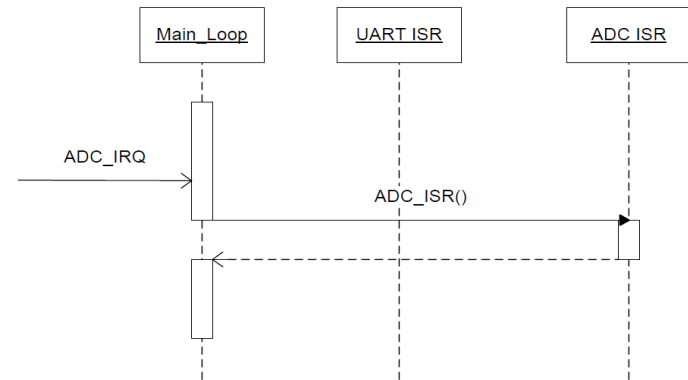 Main_Loop
UART ISR
ADC ISR
ADC_IRQ
ADC_ISR()